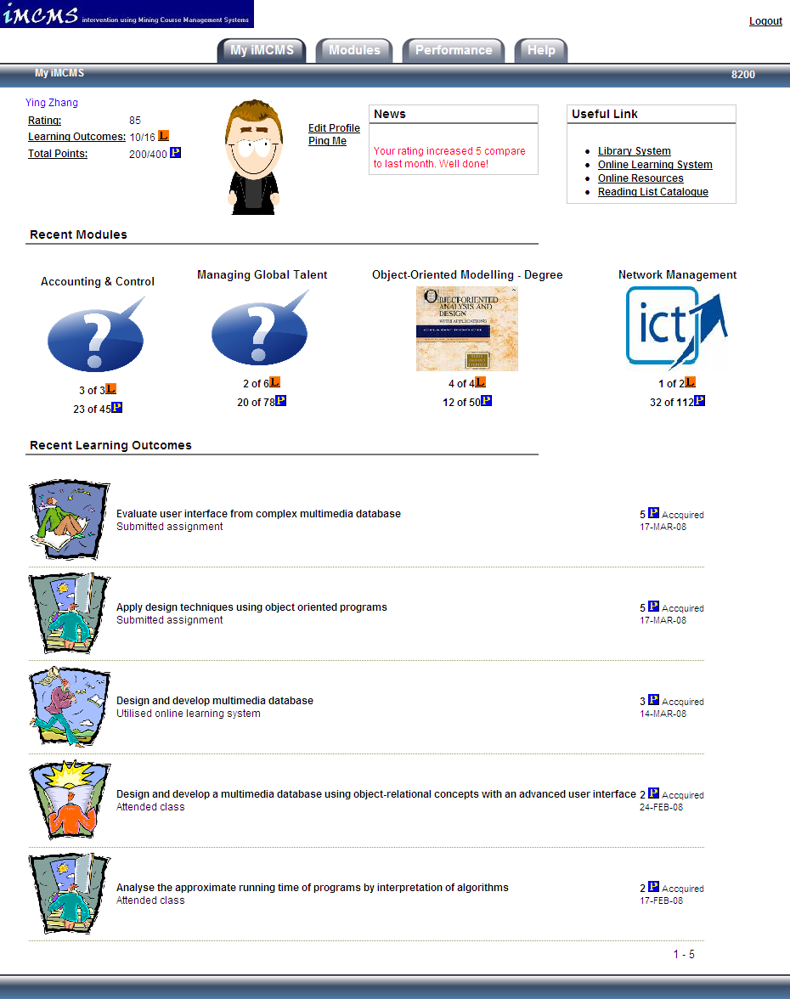 iMCMS intervention using Mining Course Management Systems
Logout
My iMCMS
Modules
Performance
Help
My iMCMS
8200
Ying Zhang
Rating: 85
Learning Outcomes: 10/16 L
Total Points: 200/400 P
Edit Profile
Ping Me
News
Your rating increased 5 compare
to last month, Well done!
Useful Link
Library System
Online Learning System
Online Resources
Reading List Catalogue
Recent Modules
Accounting & Control
?
3 of 3 L
23 of 45 P
Managing Global Talent
?
2 of 6 L
20 of 78 P
Object-Oriented Modelling - Degree
OBJECT-ORIENTED
ANALYSIS AND
DESIGN
WITH APPLICATIONS
GRADY BOOCH
4 of 4 L
12 of 50 P
Network Management
ict
1 of 2 L
32 of 112 P
Recent Learning Outcomes
Evaluate user interface from complex multimedia database
Submitted assignment
5 P Accquired
17-MAR-08
Apply design techniques using object oriented programs
Submitted assignment
5 P Accquired
17-MAR-08
Design and develop multimedia database
Utilised online learning system
3 P Accquired
14-MAR-08
Design and develop a multimedia database using object-relational concepts with an advanced user interface
Attended class
2 P Accquired
24-FEB-08
Analyse the approximate running time of programs by interpretation of algorithms
Attended class
2 P Accquired
17-FEB-08
1 - 5